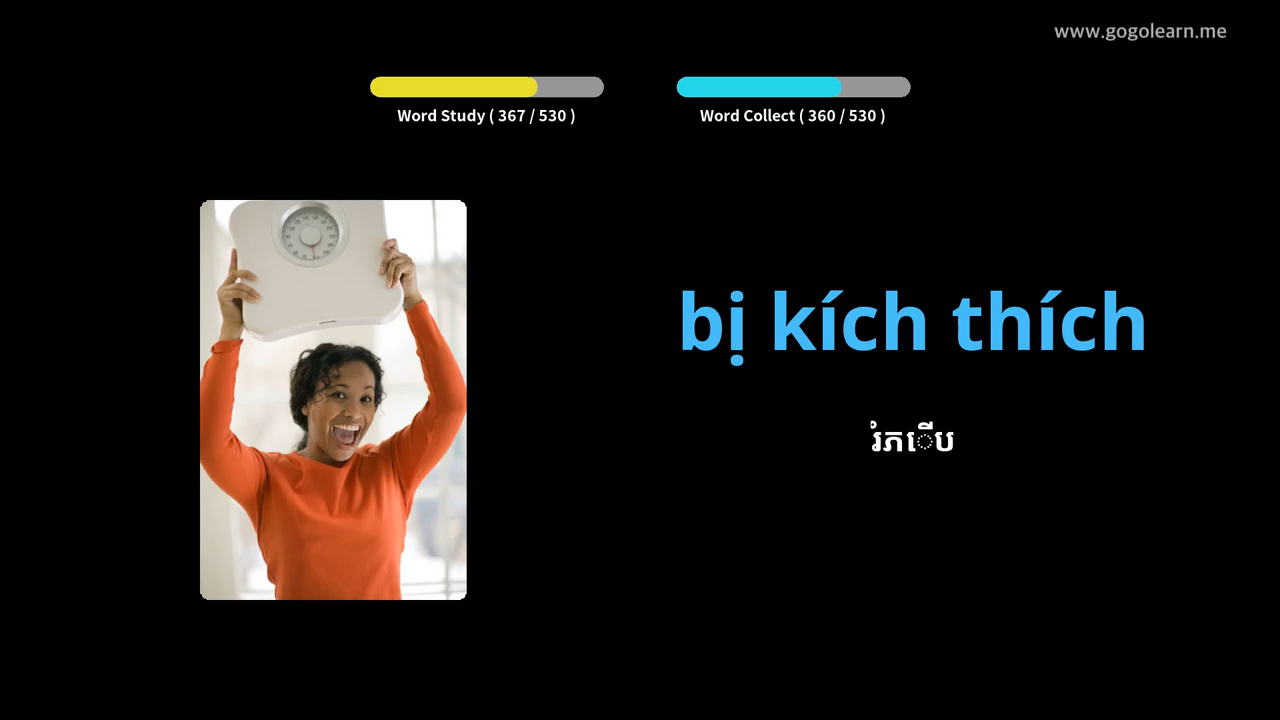 www.gogolearn.me
Word Study ( 367 / 530 )
Word Collect ( 360 / 530 )
bị kích thích
រំភើប